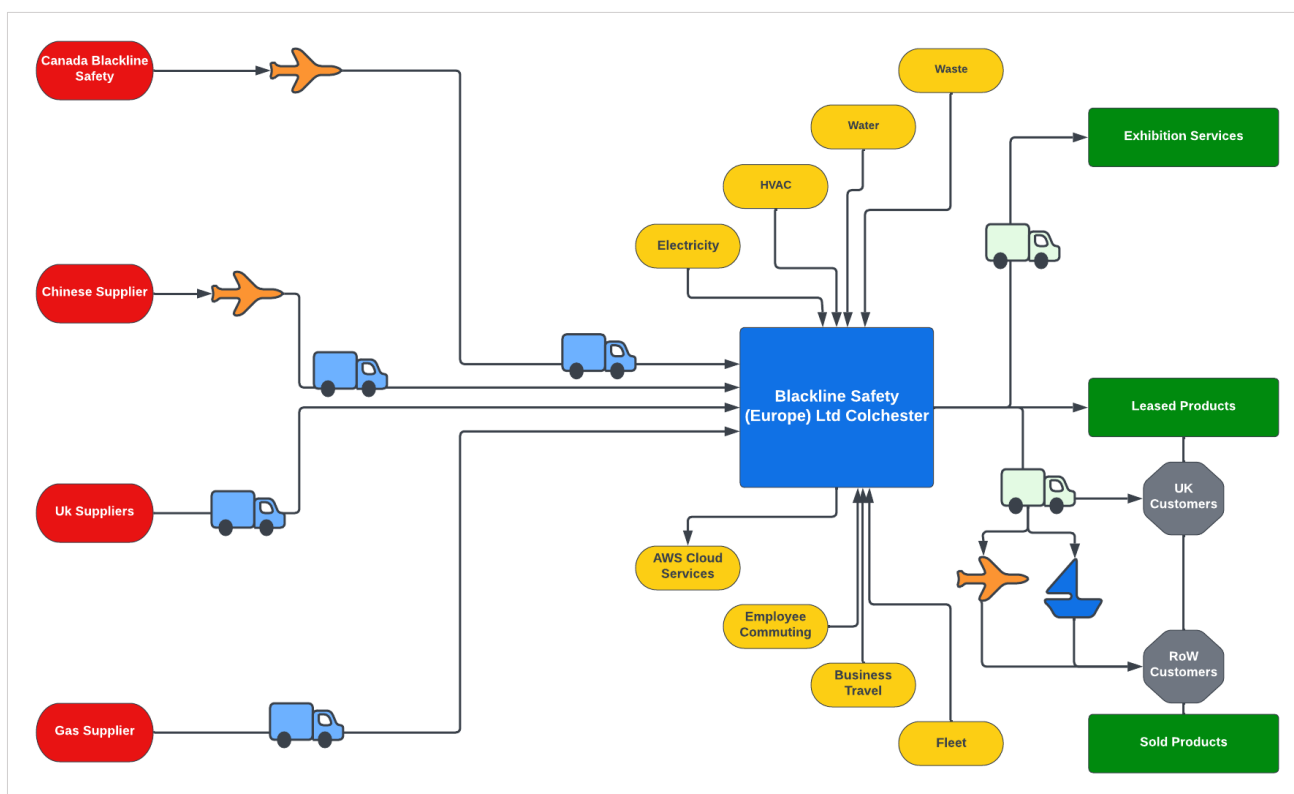 Canada Blackline
Safety
Waste
Water
Exhibition Services
HVAC
Electricity
Chinese Supplier
Blackline Safety
(Europe) Ltd Colchester
Leased Products
UK
Customers
Uk Suppliers
AWS Cloud
Services
Employee
Commuting
Business
Travel
RoW
Customers
Gas Supplier
Fleet
Sold Products